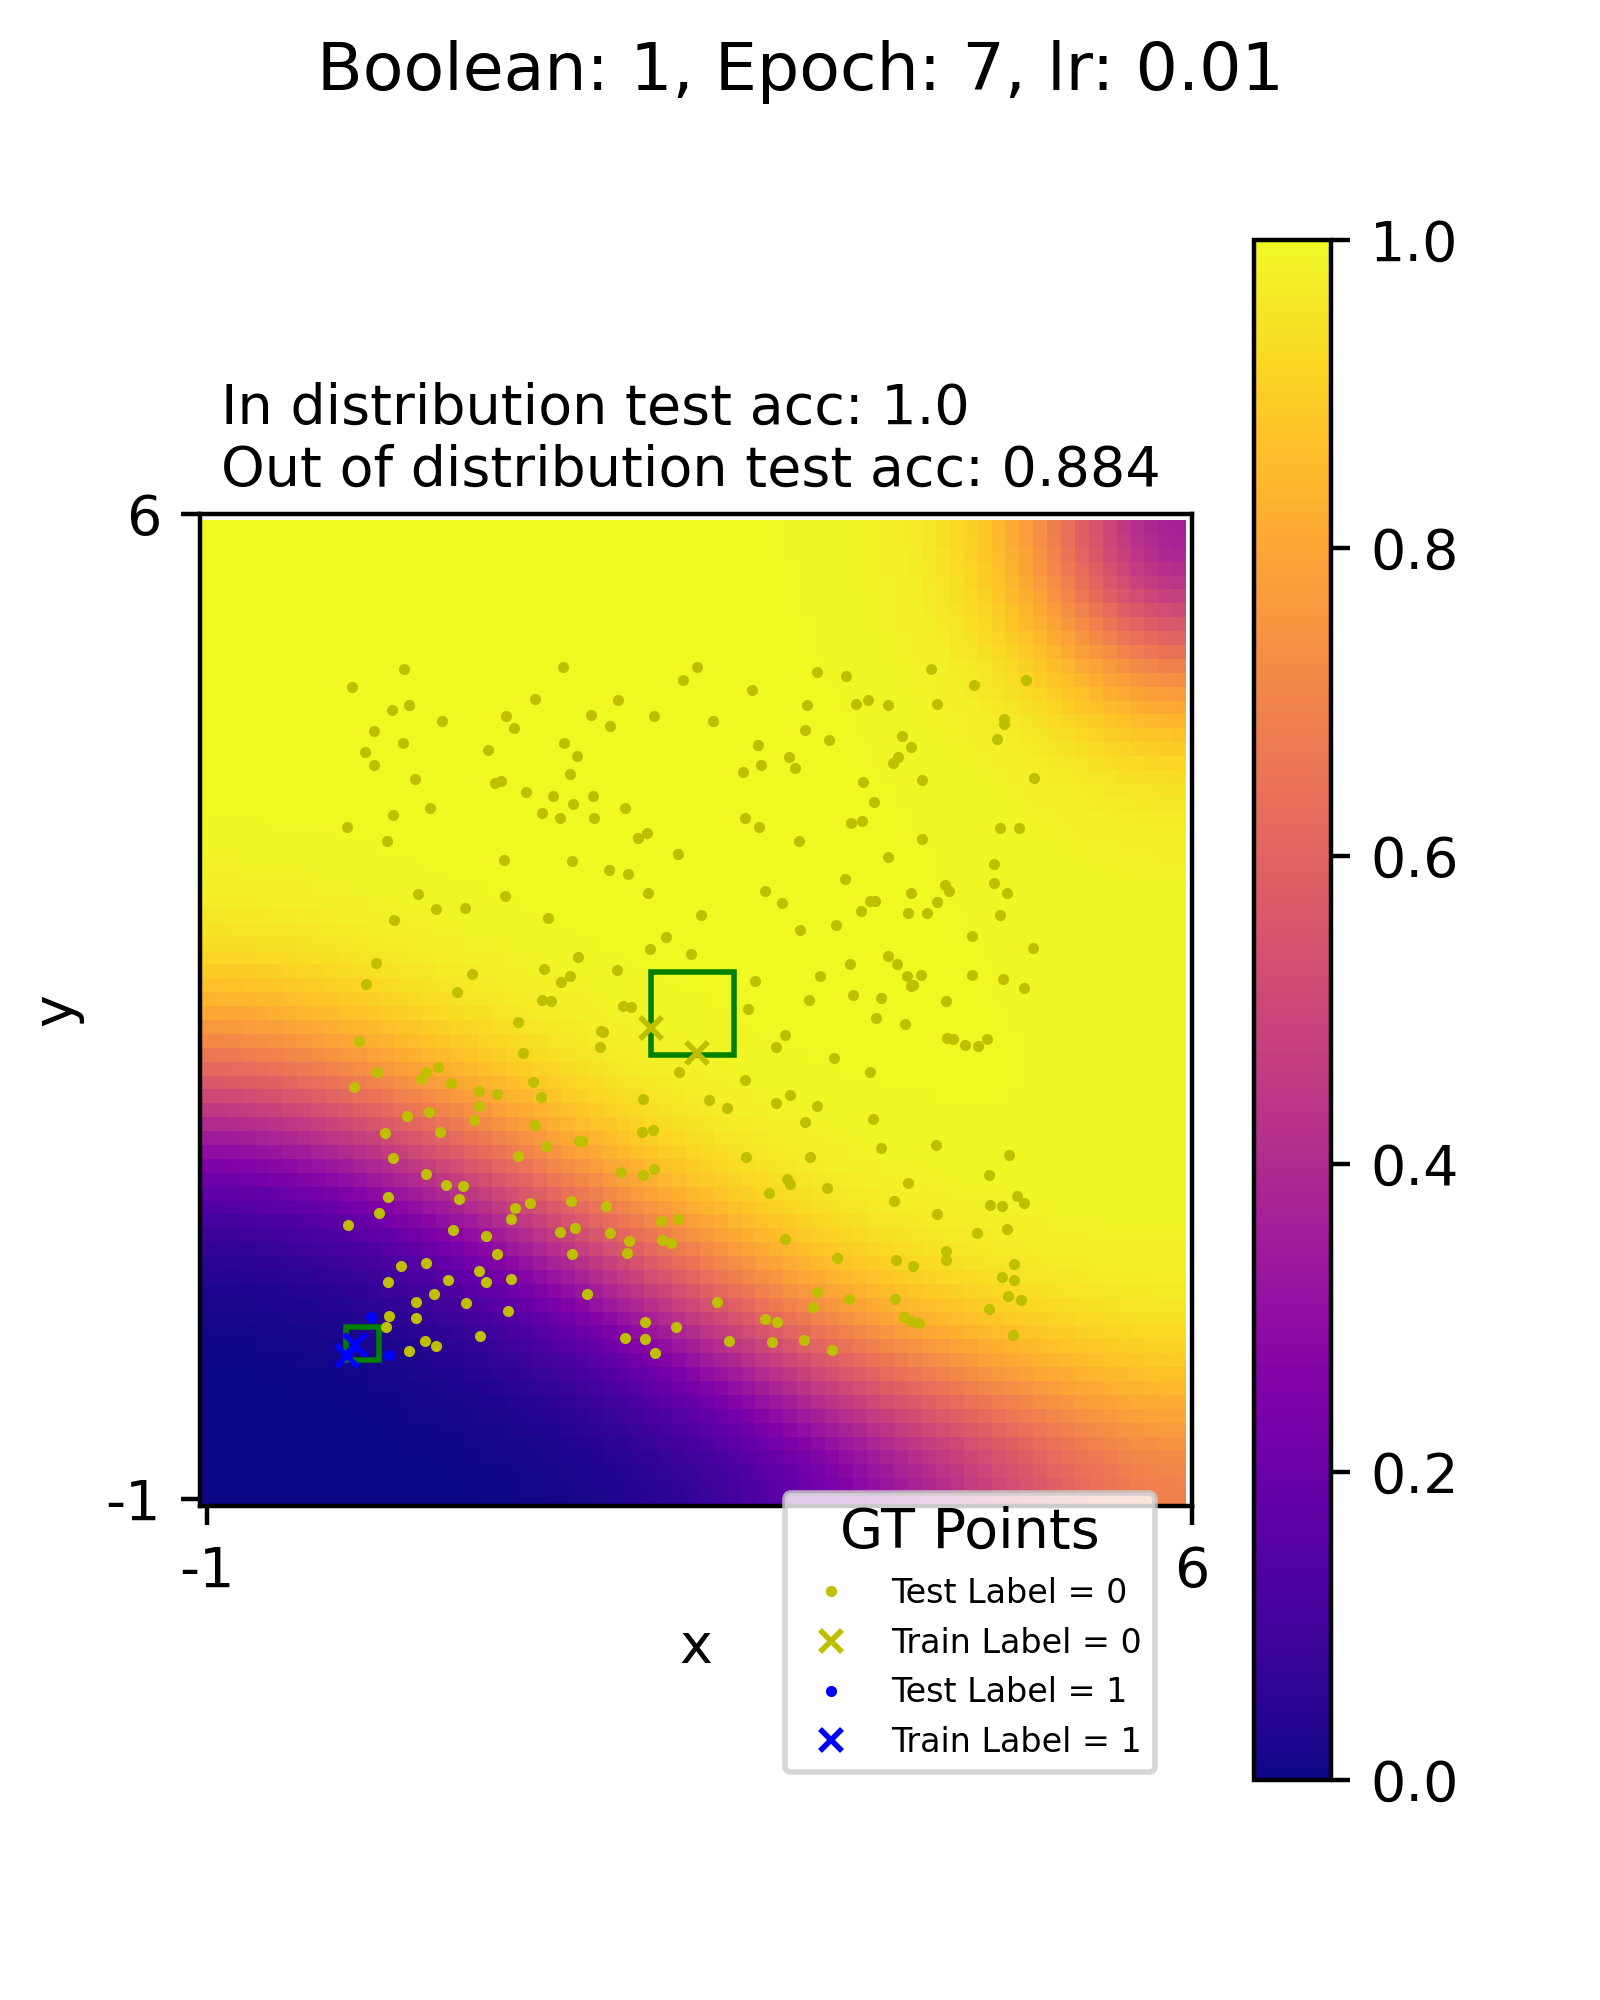 Boolean: 1, Epoch: 7, lr: 0.01
In distribution test acc: 1.0
Out of distribution test acc: 0.884
6
y
-1
-1
6
x
GT Points
Test Label = 0
Train Label = 0
Test Label = 1
Train Label = 1
1.0
0.8
0.6
0.4
0.2
0.0